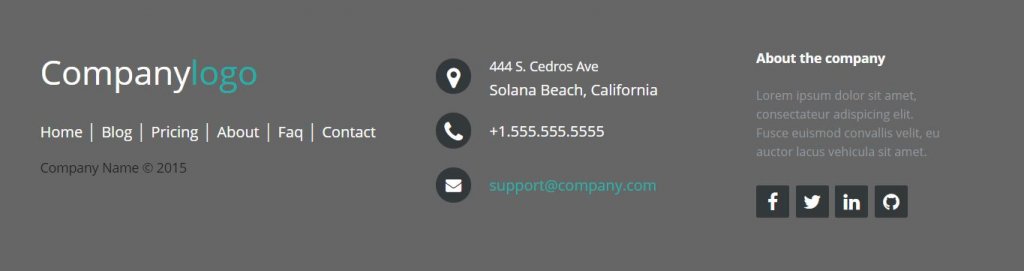 Companylogo
Home | Blog | Pricing | About | Faq | Contact
Company Name © 2015
444 S. Cedros Ave
Solana Beach, California
+1.555.555.5555
support@company.com
About the company
Lorem ipsum dolor sit amet,
consectateur adispicing elit.
Fusce euismod convallis velit, eu
auctor lacus vehicula sit amet.